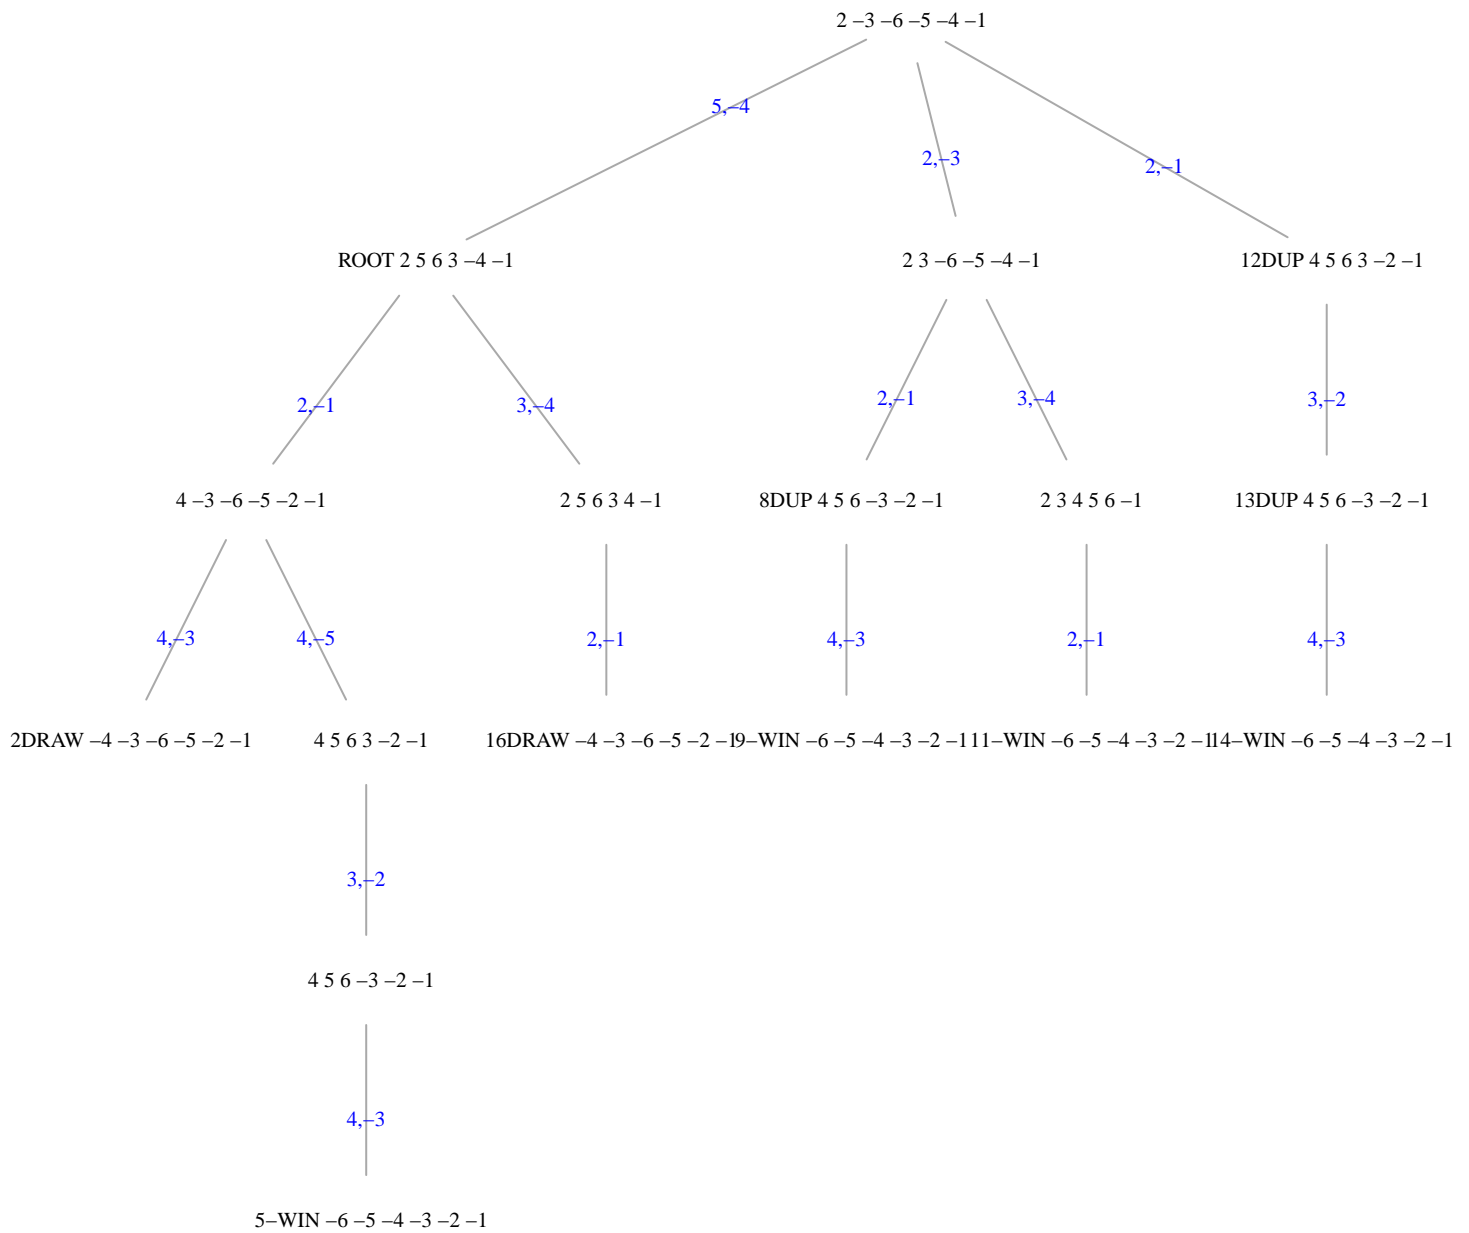 2 –3 –6 –5 –4 –1
5,–4
2,–3
2,–1
ROOT 2 5 6 3 –4 –1
2 3 –6 –5 –4 –1
12DUP 4 5 6 3 –2 –1
2,–1
3,–4
2,–1
3,–4
3,–2
4 –3 –6 –5 –2 –1
2 5 6 3 4 –1
8DUP 4 5 6 –3 –2 –1
2 3 4 5 6 –1
13DUP 4 5 6 –3 –2 –1
4,–3
4,–5
2,–1
4,–3
2,–1
4,–3
2DRAW –4 –3 –6 –5 –2 –1
4 5 6 3 –2 –1
16DRAW –4 –3 –6 –5 –2 –1
9–WIN –6 –5 –4 –3 –2 –1
11–WIN –6 –5 –4 –3 –2 –1
14–WIN –6 –5 –4 –3 –2 –1
3,–2
4 5 6 –3 –2 –1
4,–3
5–WIN –6 –5 –4 –3 –2 –1